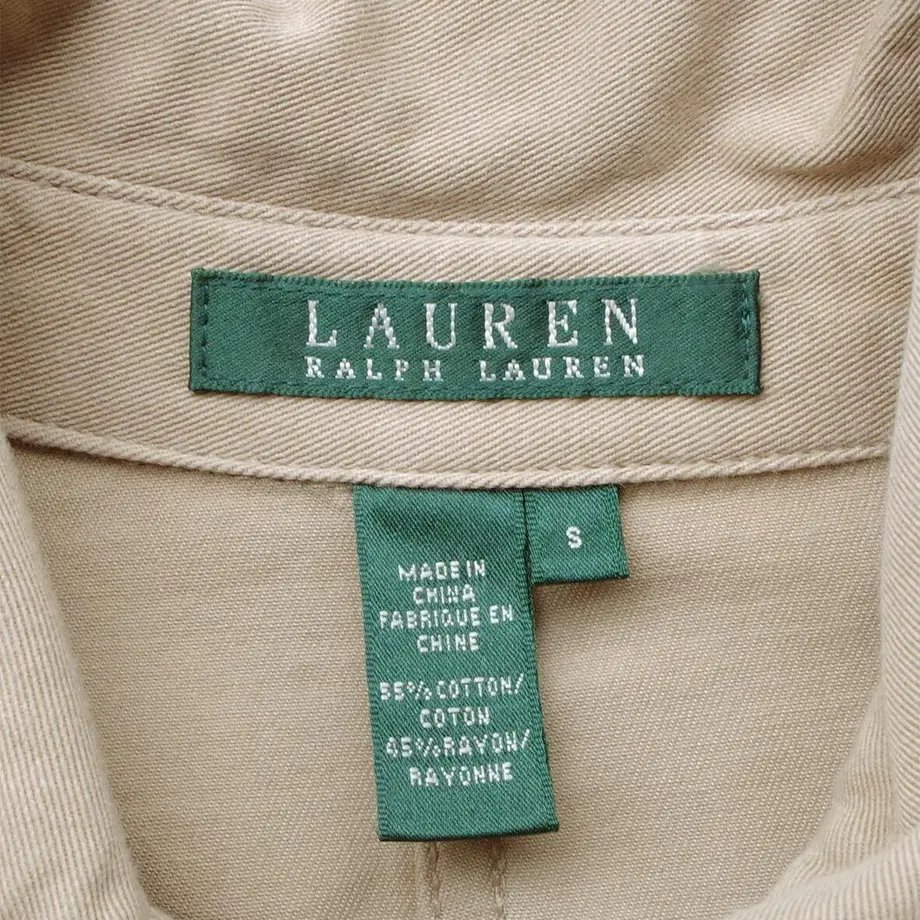 LAUREN
RALPH LAUREN
S
MADE IN
CHINA
FABRIQUE EN
CHINE
55% COTTON/
COTON
45% RAYON/
RAYONNE